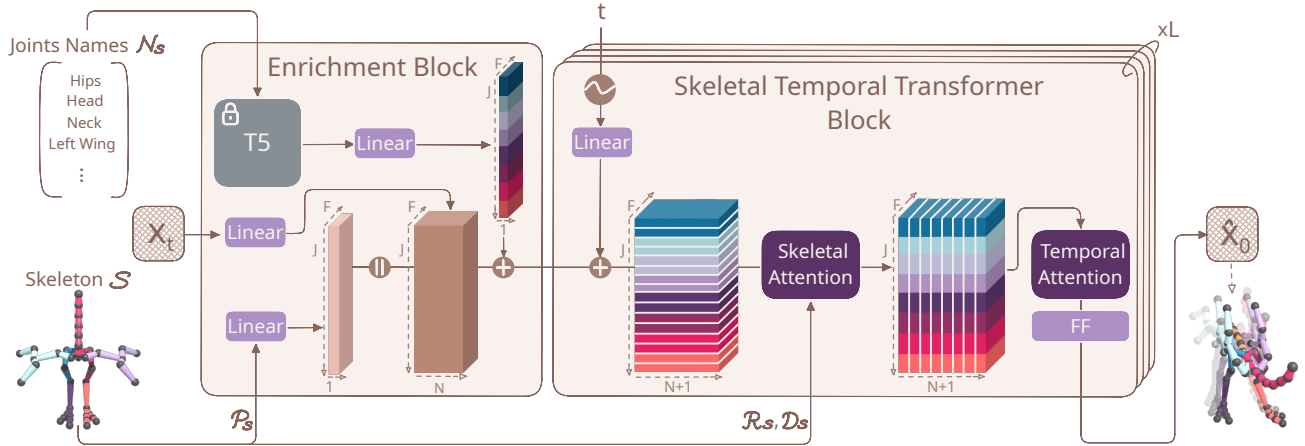 t
xL
Joints Names 𝒩s
Hips
Head
Neck
Left Wing
⋮
Enrichment Block
F
J
1
T5
Linear
Skeletal Temporal Transformer
Block
Linear
Xt
Linear
F
J
1
F
J
N
F
J
N+1
Skeletal
Attention
F
J
N+1
Temporal
Attention
FF
X̂0
Skeleton 𝒮
Linear
𝒫s
ℛs, 𝒟s